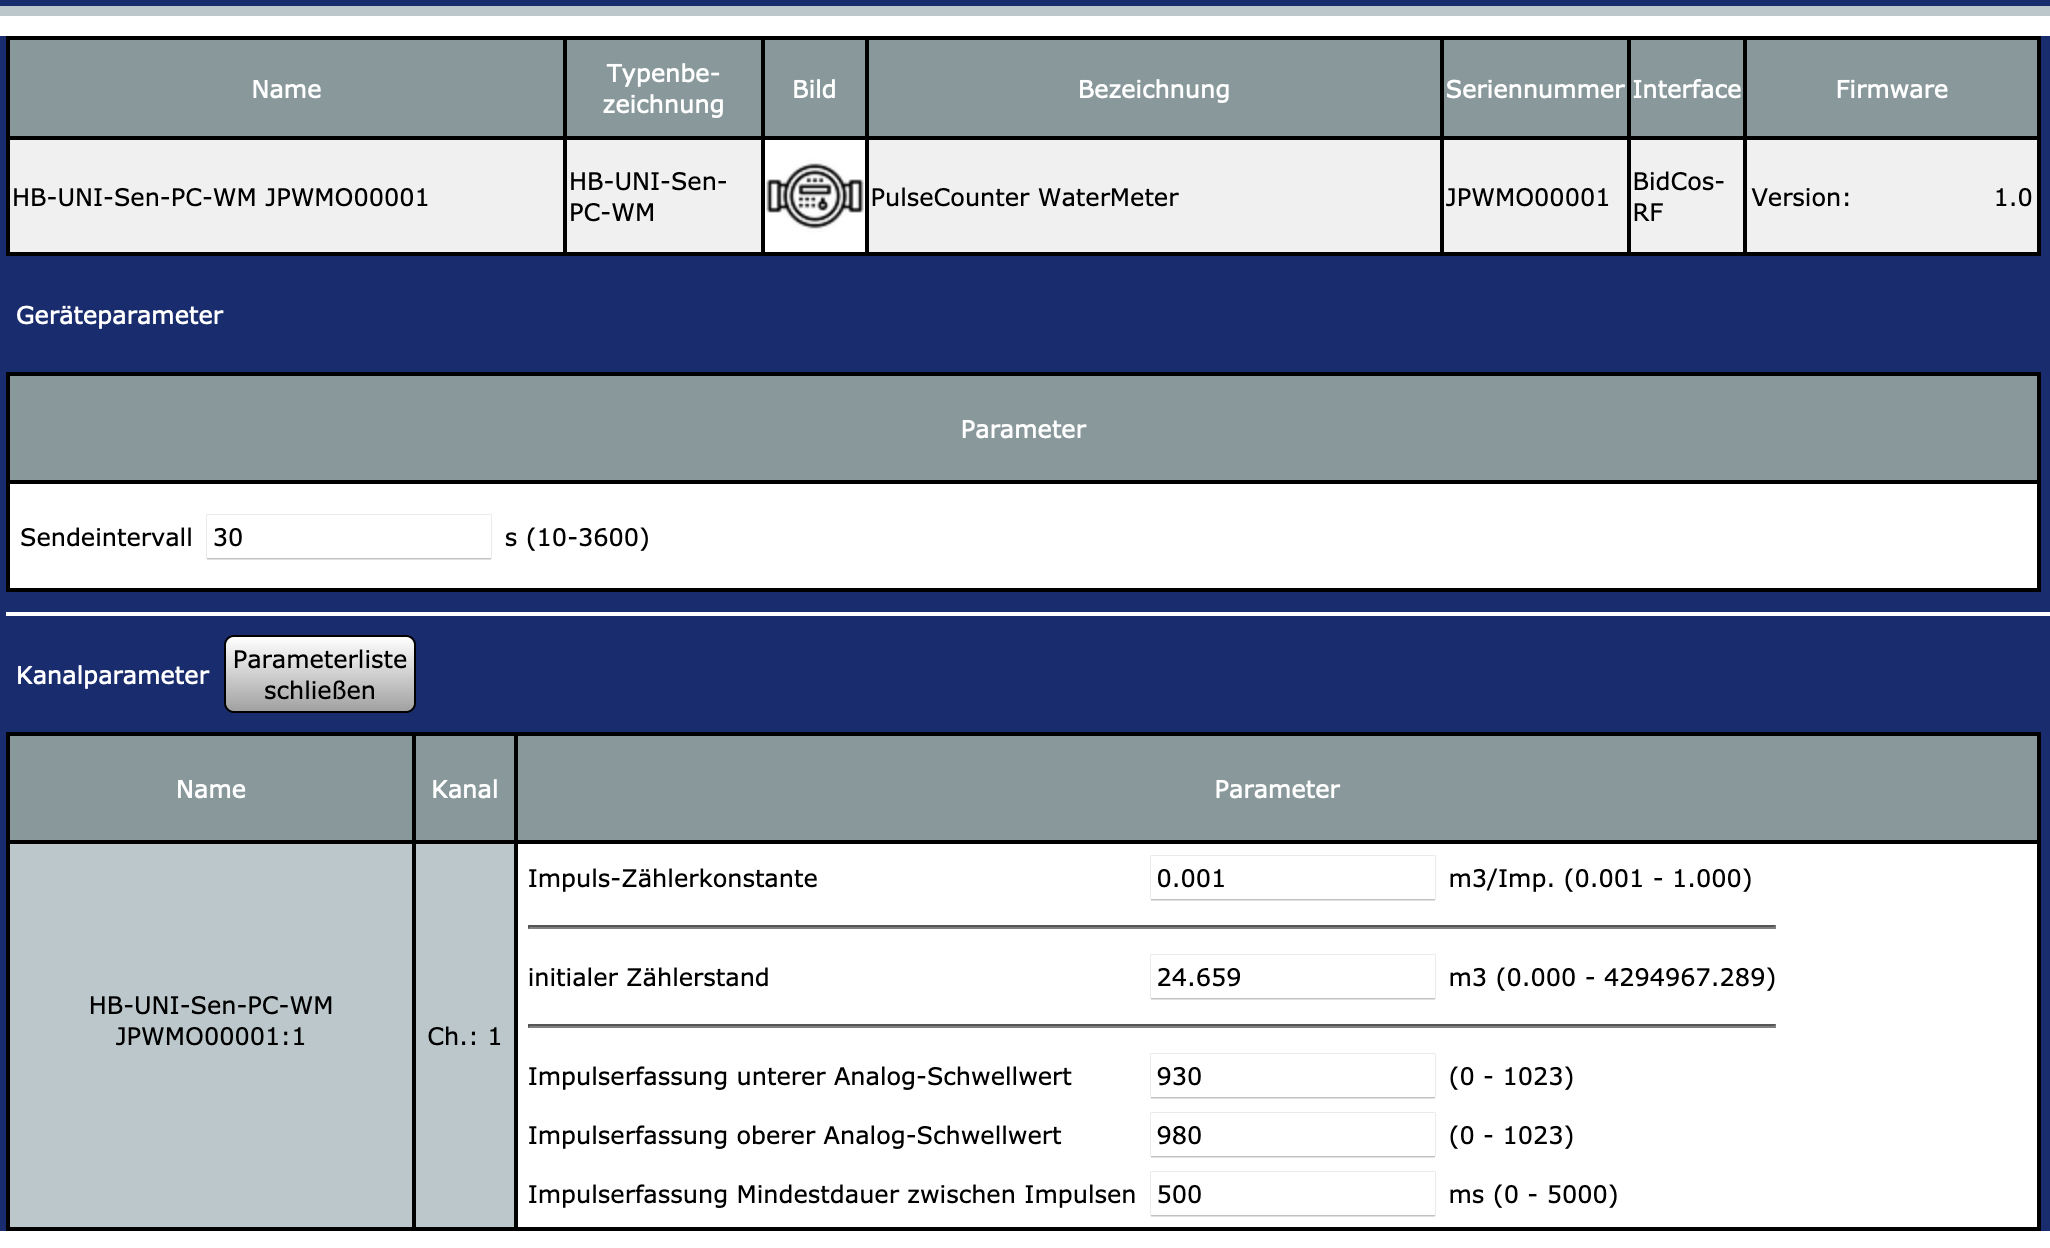 Name
Typenbe-
zeichnung
Bild
Bezeichnung
Seriennummer
Interface
Firmware
HB-UNI-Sen-PC-WM JPWMO00001
HB-UNI-Sen-
PC-WM
PulseCounter WaterMeter
JPWMO00001
BidCos-
RF
Version: 1.0
Geräteparameter
Parameter
Sendeintervall 30 s (10-3600)
Kanalparameter
Parameterliste
schließen
Name
Kanal
Parameter
HB-UNI-Sen-PC-WM
JPWMO00001:1
Ch.: 1
Impuls-Zählerkonstante 0.001 m3/Imp. (0.001 - 1.000)
initialer Zählerstand 24.659 m3 (0.000 - 4294967.289)
Impulserfassung unterer Analog-Schwellwert 930 (0 - 1023)
Impulserfassung oberer Analog-Schwellwert 980 (0 - 1023)
Impulserfassung Mindestdauer zwischen Impulsen 500 ms (0 - 5000)